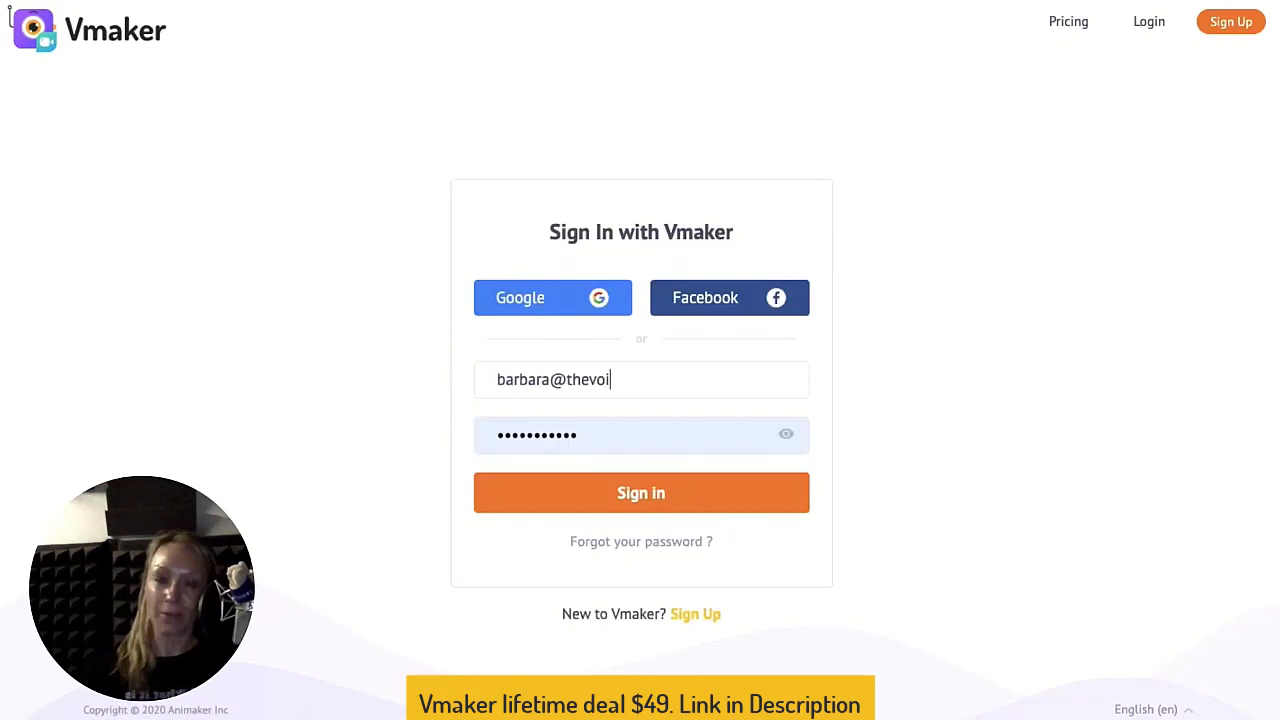 Vmaker
Pricing
Login
Sign Up
Sign In with Vmaker
Google
Facebook
or
barbara@thevoi
•••••••••••
Sign in
Forgot your password ?
New to Vmaker? Sign Up
Vmaker lifetime deal $49. Link in Description
Copyright © 2020 Animaker Inc
English (en)